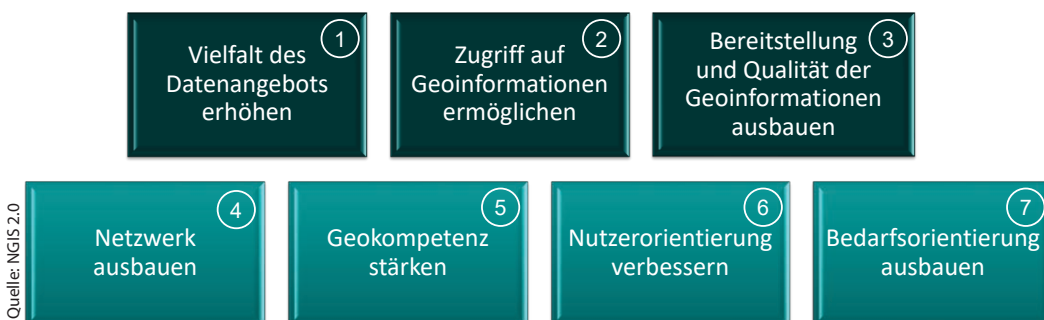 1
Vielfalt des
Datenangebots
erhöhen
2
Zugriff auf
Geoinformationen
ermöglichen
3
Bereitstellung
und Qualität der
Geoinformationen
ausbauen
4
Netzwerk
ausbauen
5
Geokompetenz
stärken
6
Nutzerorientierung
verbessern
7
Bedarfsorientierung
ausbauen
Quelle: NGIS 2.0